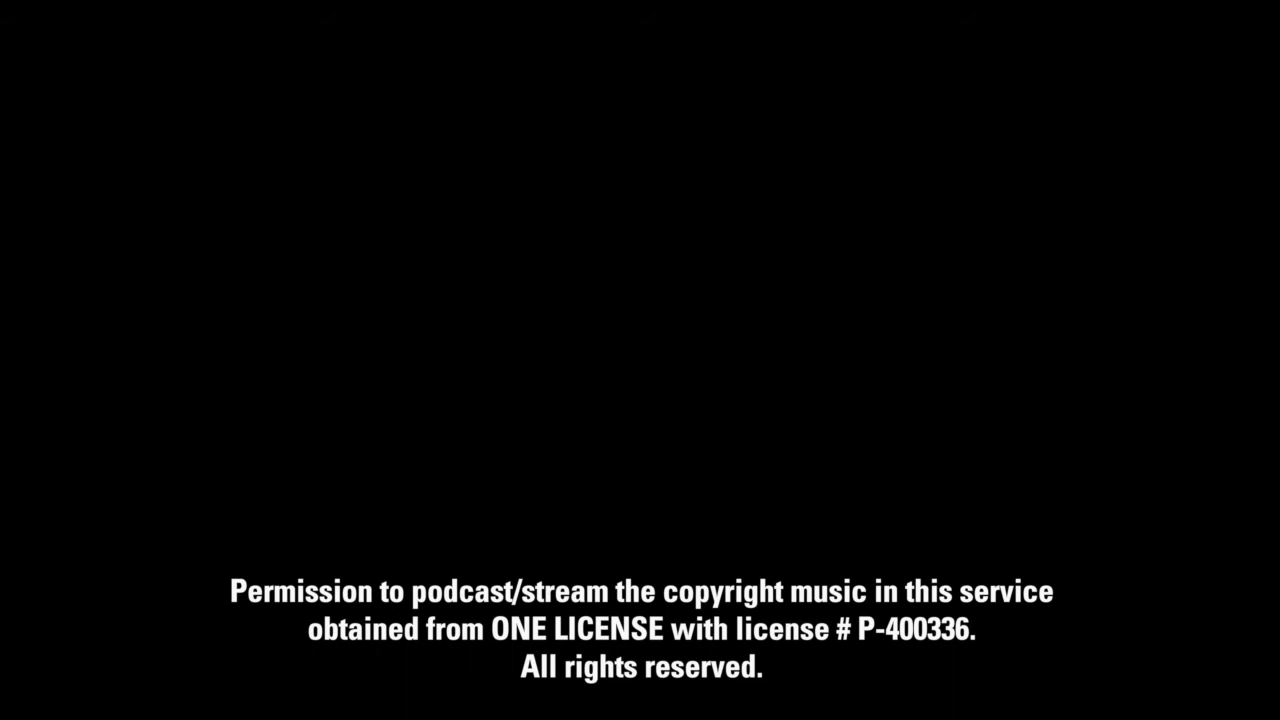 Permission to podcast/stream the copyright music in this service
obtained from ONE LICENSE with license # P-400336.
All rights reserved.